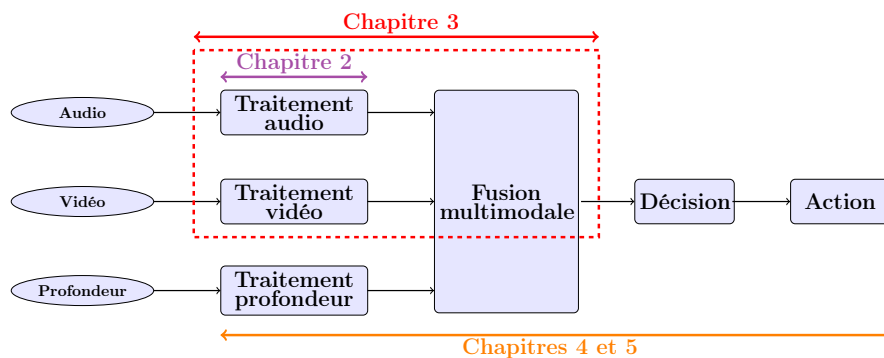 Chapitre 3
Chapitre 2
Audio
Traitement
audio
Vidéo
Traitement
vidéo
Fusion
multimodale
Décision
Action
Profondeur
Traitement
profondeur
Chapitres 4 et 5